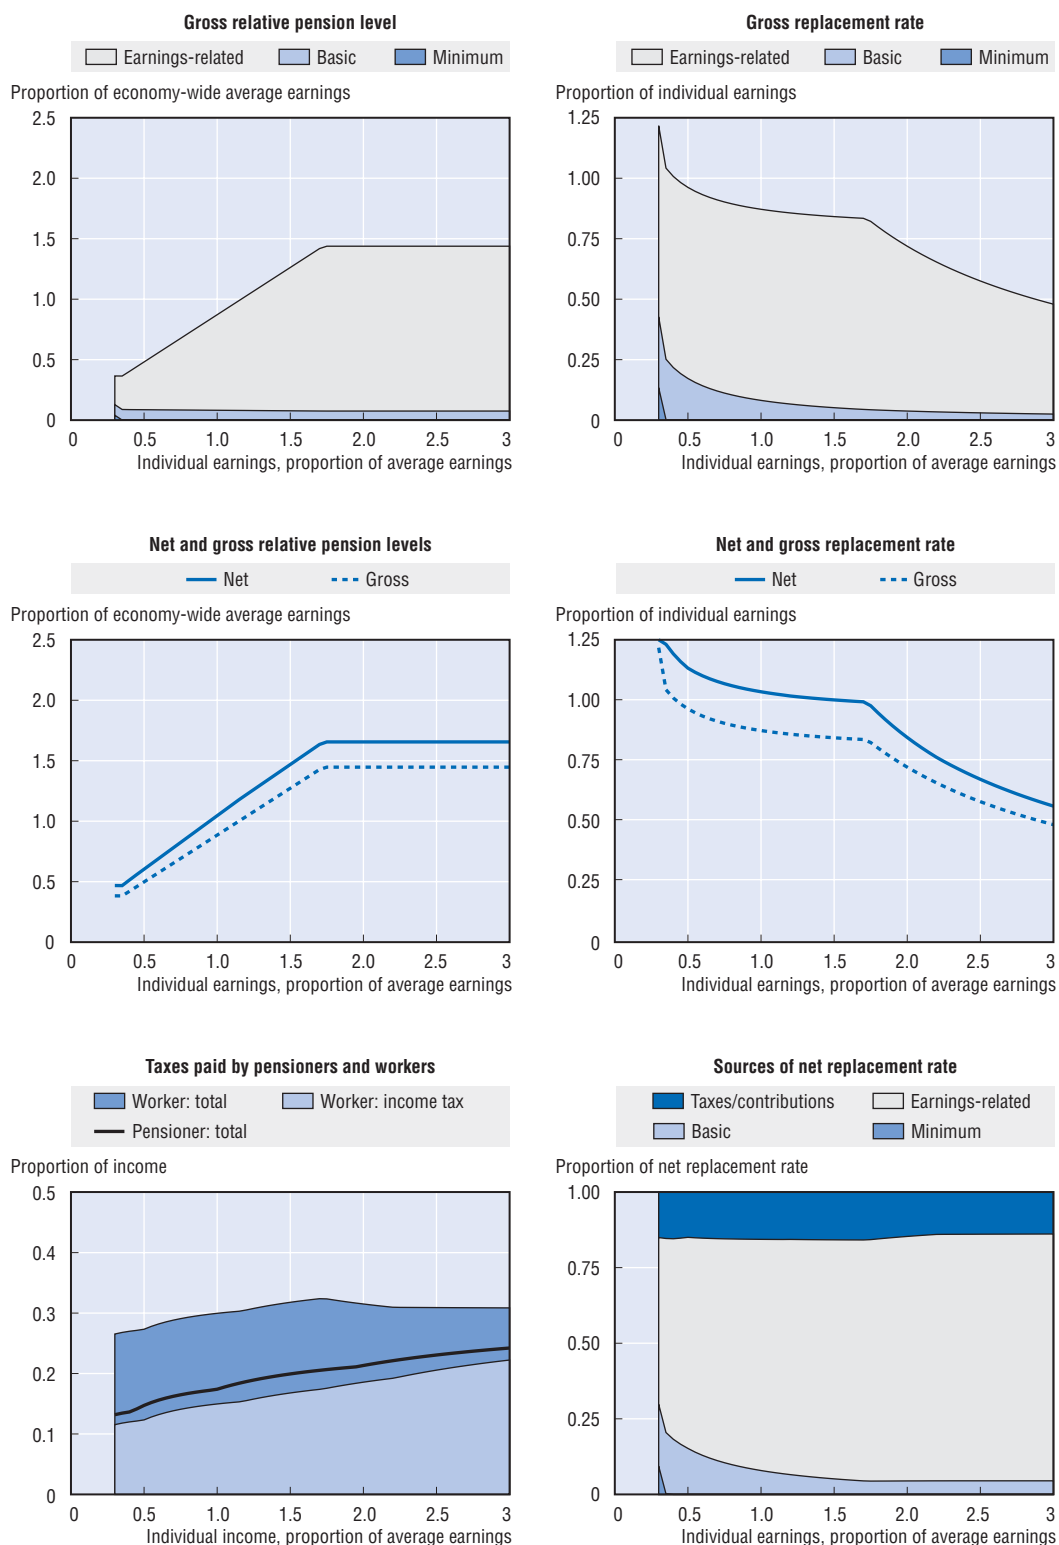 Gross relative pension level
Earnings-related Basic Minimum
Proportion of economy-wide average earnings
2.5
2.0
1.5
1.0
0.5
0
0 0.5 1.0 1.5 2.0 2.5 3
Individual earnings, proportion of average earnings
Gross replacement rate
Earnings-related Basic Minimum
Proportion of individual earnings
1.25
1.00
0.75
0.50
0.25
0
0 0.5 1.0 1.5 2.0 2.5 3
Individual earnings, proportion of average earnings
Net and gross relative pension levels
Net Gross
Proportion of economy-wide average earnings
2.5
2.0
1.5
1.0
0.5
0
0 0.5 1.0 1.5 2.0 2.5 3
Individual earnings, proportion of average earnings
Net and gross replacement rate
Net Gross
Proportion of individual earnings
1.25
1.00
0.75
0.50
0.25
0
0 0.5 1.0 1.5 2.0 2.5 3
Individual earnings, proportion of average earnings
Taxes paid by pensioners and workers
Worker: total Worker: income tax
Pensioner: total
Proportion of income
0.5
0.4
0.3
0.2
0.1
0
0 0.5 1.0 1.5 2.0 2.5 3
Individual income, proportion of average earnings
Sources of net replacement rate
Taxes/contributions Earnings-related
Basic Minimum
Proportion of net replacement rate
1.00
0.75
0.50
0.25
0
0 0.5 1.0 1.5 2.0 2.5 3
Individual earnings, proportion of average earnings